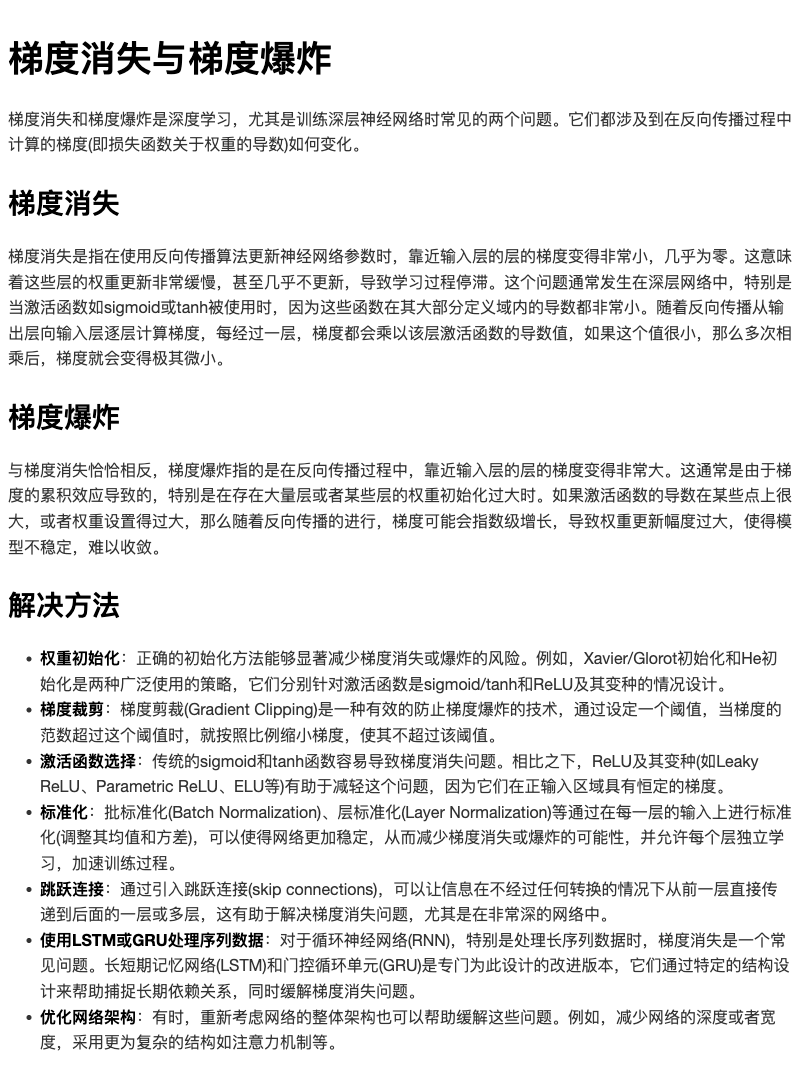 梯度消失与梯度爆炸
梯度消失和梯度爆炸是深度学习，尤其是训练深层神经网络时常见的两个问题。它们都涉及到在反向传播过程中
计算的梯度(即损失函数关于权重的导数)如何变化。
梯度消失
梯度消失是指在使用反向传播算法更新神经网络参数时，靠近输入层的层的梯度变得非常小，几乎为零。这意味
着这些层的权重更新非常缓慢，甚至几乎不更新，导致学习过程停滞。这个问题通常发生在深层网络中，特别是
当激活函数如sigmoid或tanh被使用时，因为这些函数在其大部分定义域内的导数都非常小。随着反向传播从输
出层向输入层逐层计算梯度，每经过一层，梯度都会乘以该层激活函数的导数值，如果这个值很小，那么多次相
乘后，梯度就会变得极其微小。
梯度爆炸
与梯度消失恰恰相反，梯度爆炸指的是在反向传播过程中，靠近输入层的层的梯度变得非常大。这通常是由于梯
度的累积效应导致的，特别是在存在大量层或者某些层的权重初始化过大时。如果激活函数的导数在某些点上很
大，或者权重设置得过大，那么随着反向传播的进行，梯度可能会指数级增长，导致权重更新幅度过大，使得模
型不稳定，难以收敛。
解决方法
• 权重初始化：正确的初始化方法能够显著减少梯度消失或爆炸的风险。例如，Xavier/Glorot初始化和He初
始化是两种广泛使用的策略，它们分别针对激活函数是sigmoid/tanh和ReLU及其变种的情况设计。
• 梯度裁剪：梯度剪裁(Gradient Clipping)是一种有效的防止梯度爆炸的技术，通过设定一个阈值，当梯度的
范数超过这个阈值时，就按照比例缩小梯度，使其不超过该阈值。
• 激活函数选择：传统的sigmoid和tanh函数容易导致梯度消失问题。相比之下，ReLU及其变种(如Leaky
ReLU、Parametric ReLU、ELU等)有助于减轻这个问题，因为它们在正输入区域具有恒定的梯度。
• 标准化：批标准化(Batch Normalization)、层标准化(Layer Normalization)等通过在每一层的输入上进行标准
化(调整其均值和方差)，可以使得网络更加稳定，从而减少梯度消失或爆炸的可能性，并允许每个层独立学
习，加速训练过程。
• 跳跃连接：通过引入跳跃连接(skip connections)，可以让信息在不经过任何转换的情况下从前一层直接传
递到后面的一层或多层，这有助于解决梯度消失问题，尤其是在非常深的网络中。
• 使用LSTM或GRU处理序列数据：对于循环神经网络(RNN)，特别是处理长序列数据时，梯度消失是一个常
见问题。长短期记忆网络(LSTM)和门控循环单元(GRU)是专门为此设计的改进版本，它们通过特定的结构设
计来帮助捕捉长期依赖关系，同时缓解梯度消失问题。
• 优化网络架构：有时，重新考虑网络的整体架构也可以帮助缓解这些问题。例如，减少网络的深度或者宽
度，采用更为复杂的结构如注意力机制等。